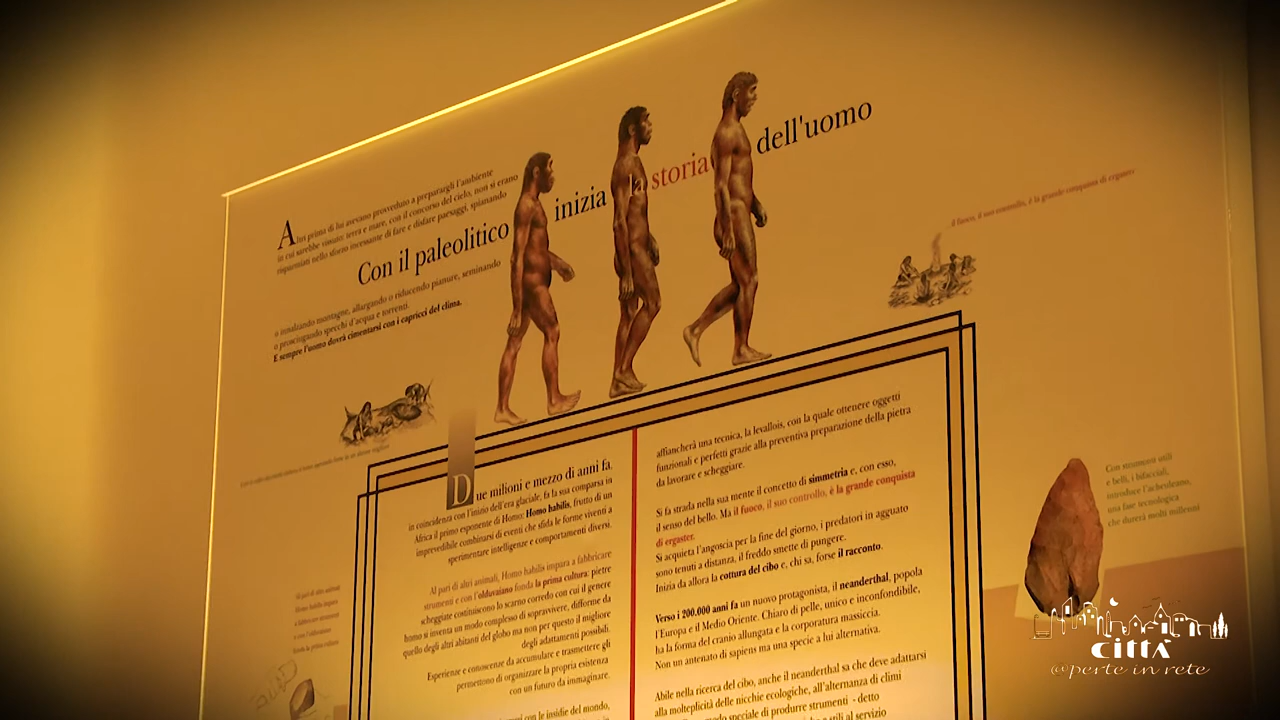 Altri prima di lui avevano provveduto a preparargli l'ambiente
in cui sarebbe vissuto: terra e mare, con il concorso del cielo, non si erano
risparmiati nello sforzo incessante di fare e disfare paesaggi, spianando
Con il paleolitico inizia la storia dell'uomo
o innalzando montagne, allargando o riducendo pianure, seminando
o prosciugando specchi d'acqua e torrenti.
E sempre l'uomo dovrà cimentarsi con i capricci del clima.
il fuoco, il suo controllo, è la grande conquista di ergaster
Due milioni e mezzo di anni fa,
in coincidenza con l'inizio dell'era glaciale, fa la sua comparsa in
Africa il primo esponente di Homo: Homo habilis, frutto di un
imprevedibile combinarsi di eventi che sfida le forme viventi a
sperimentare intelligenze e comportamenti diversi.
Al pari di altri animali, Homo habilis impara a fabbricare
strumenti e con l'olduvaiano fonda la prima cultura: pietre
scheggiate costituiscono lo scarno corredo con cui il genere
homo si inventa un modo complesso di sopravvivere, difforme da
quello degli altri abitanti del globo ma non per questo il migliore
degli adattamenti possibili.
Esperienze e conoscenze da accumulare e trasmettere gli
permettono di organizzare la propria esistenza
con un futuro da immaginare.
con le insidie del mondo,
affiancherà una tecnica, la levallois, con la quale ottenere oggetti
funzionali e perfetti grazie alla preventiva preparazione della pietra
da lavorare e scheggiare.
Si fa strada nella sua mente il concetto di simmetria e, con esso,
il senso del bello. Ma il fuoco, il suo controllo, è la grande conquista
di ergaster.
Si acquieta l'angoscia per la fine del giorno, i predatori in agguato
sono tenuti a distanza, il freddo smette di pungere.
Inizia da allora la cottura del cibo e, chi sa, forse il racconto.
Verso i 200.000 anni fa un nuovo protagonista, il neanderthal, popola
l'Europa e il Medio Oriente. Chiaro di pelle, unico e inconfondibile,
ha la forma del cranio allungata e la corporatura massiccia.
Non un antenato di sapiens ma una specie a lui alternativa.
Abile nella ricerca del cibo, anche il neanderthal sa che deve adattarsi
alla molteplicità delle nicchie ecologiche, all'alternanza di climi
modo speciale di produrre strumenti - detto
stili al servizio
Con strumenti utili
e belli, i bifacciali,
introduce l'acheuleano,
una fase tecnologica
che durerà molti millenni
CITTÀ
@perte in rete